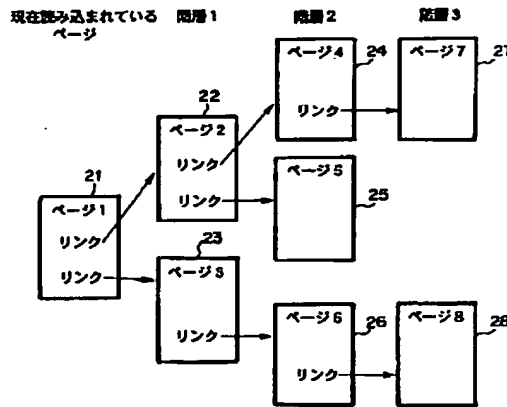 現在読み込まれている
ページ
階層1
階層2
階層3
21
ページ1
リンク
リンク
22
ページ2
リンク
リンク
23
ページ3
リンク
24
ページ4
リンク
25
ページ5
26
ページ6
リンク
27
ページ7
28
ページ8